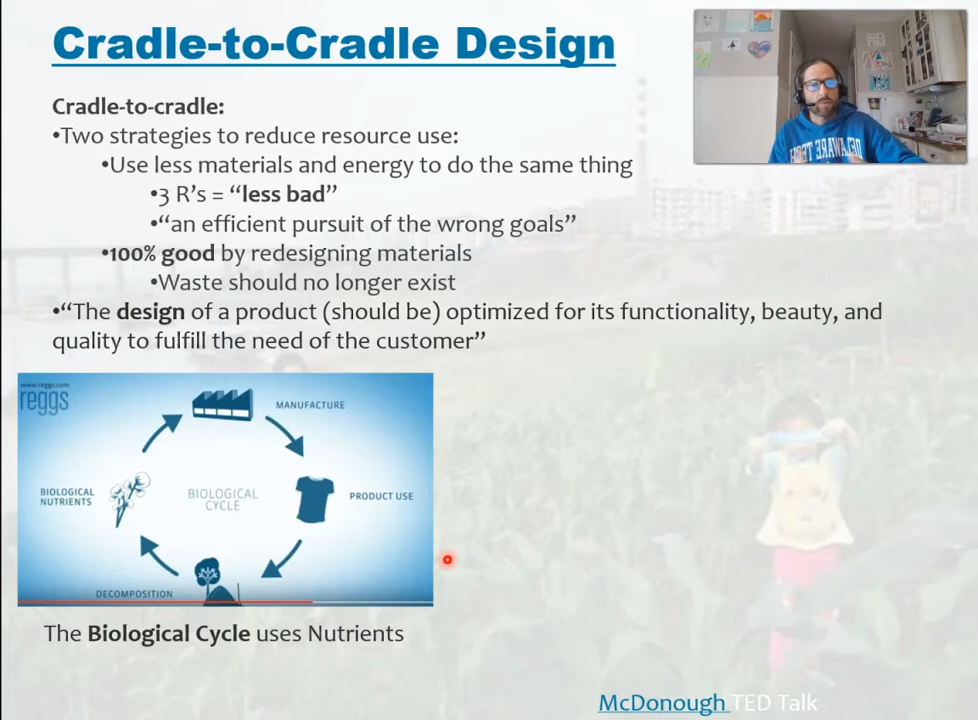 Cradle-to-Cradle Design
Cradle-to-cradle:
•Two strategies to reduce resource use:
•Use less materials and energy to do the same thing
•3 R’s = “less bad”
•“an efficient pursuit of the wrong goals”
•100% good by redesigning materials
•Waste should no longer exist
•“The design of a product (should be) optimized for its functionality, beauty, and
quality to fulfill the need of the customer”
www.reggs.com
reggs
MANUFACTURE
BIOLOGICAL
NUTRIENTS
BIOLOGICAL
CYCLE
PRODUCT USE
DECOMPOSITION
The Biological Cycle uses Nutrients
McDonough TED Talk
DELAWARE TECH